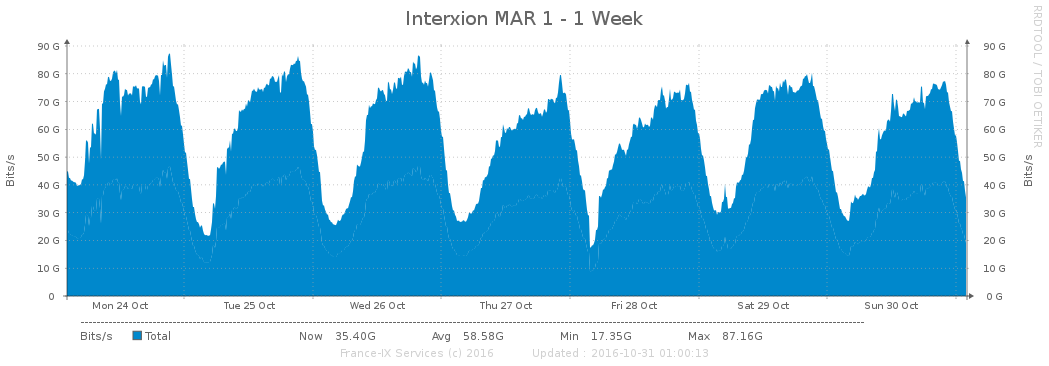 Interxion MAR 1 - 1 Week
RRDTOOL / TOBI OETIKER
Bits/s
90 G 90 G
80 G 80 G
70 G 70 G
60 G 60 G
50 G 50 G
40 G 40 G
30 G 30 G
20 G 20 G
10 G 10 G
0 0 G
Bits/s
Mon 24 Oct Tue 25 Oct Wed 26 Oct Thu 27 Oct Fri 28 Oct Sat 29 Oct Sun 30 Oct
Bits/s Total Now 35.40G Avg 58.58G Min 17.35G Max 87.16G
France-IX Services (c) 2016 Updated : 2016-10-31 01:00:13